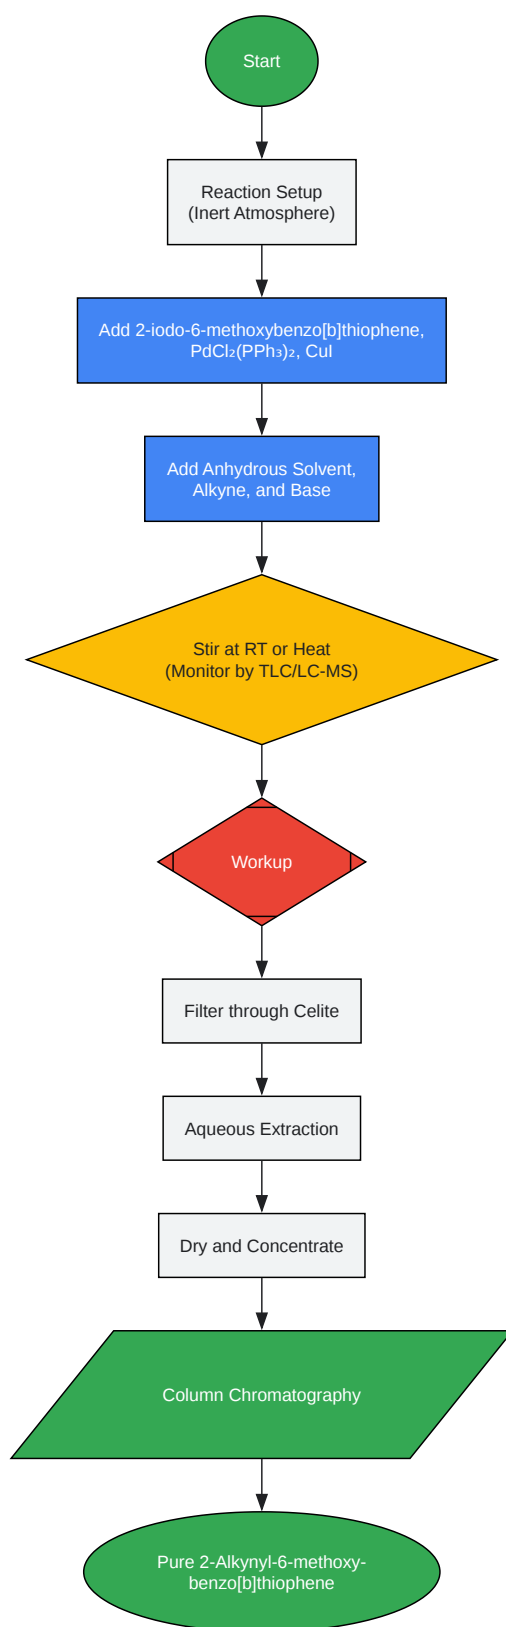 Start
Reaction Setup
(Inert Atmosphere)
Add 2-iodo-6-methoxybenzo[b]thiophene,
PdCl₂(PPh₃)₂, CuI
Add Anhydrous Solvent,
Alkyne, and Base
Stir at RT or Heat
(Monitor by TLC/LC-MS)
Workup
Filter through Celite
Aqueous Extraction
Dry and Concentrate
Column Chromatography
Pure 2-Alkynyl-6-methoxy-
benzo[b]thiophene